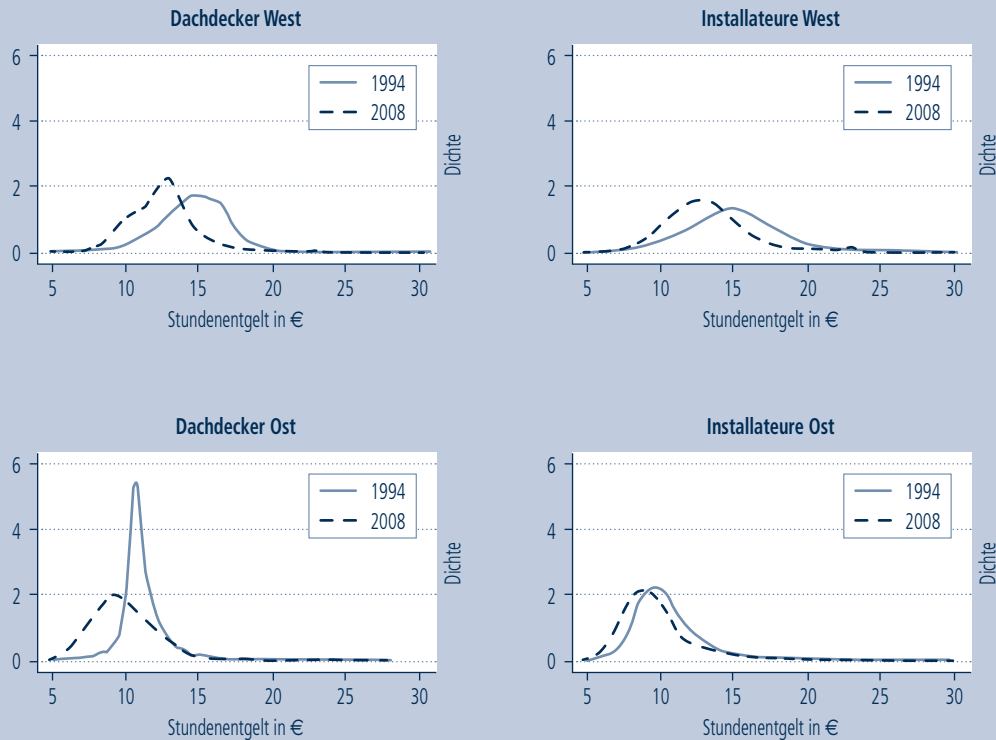 Dachdecker West
6
4
2
0
1994
2008
Dichte
5 10 15 20 25 30
Stundenentgelt in €
Installateure West
6
4
2
0
1994
2008
Dichte
5 10 15 20 25 30
Stundenentgelt in €
Dachdecker Ost
6
4
2
0
1994
2008
Dichte
5 10 15 20 25 30
Stundenentgelt in €
Installateure Ost
6
4
2
0
1994
2008
Dichte
5 10 15 20 25 30
Stundenentgelt in €